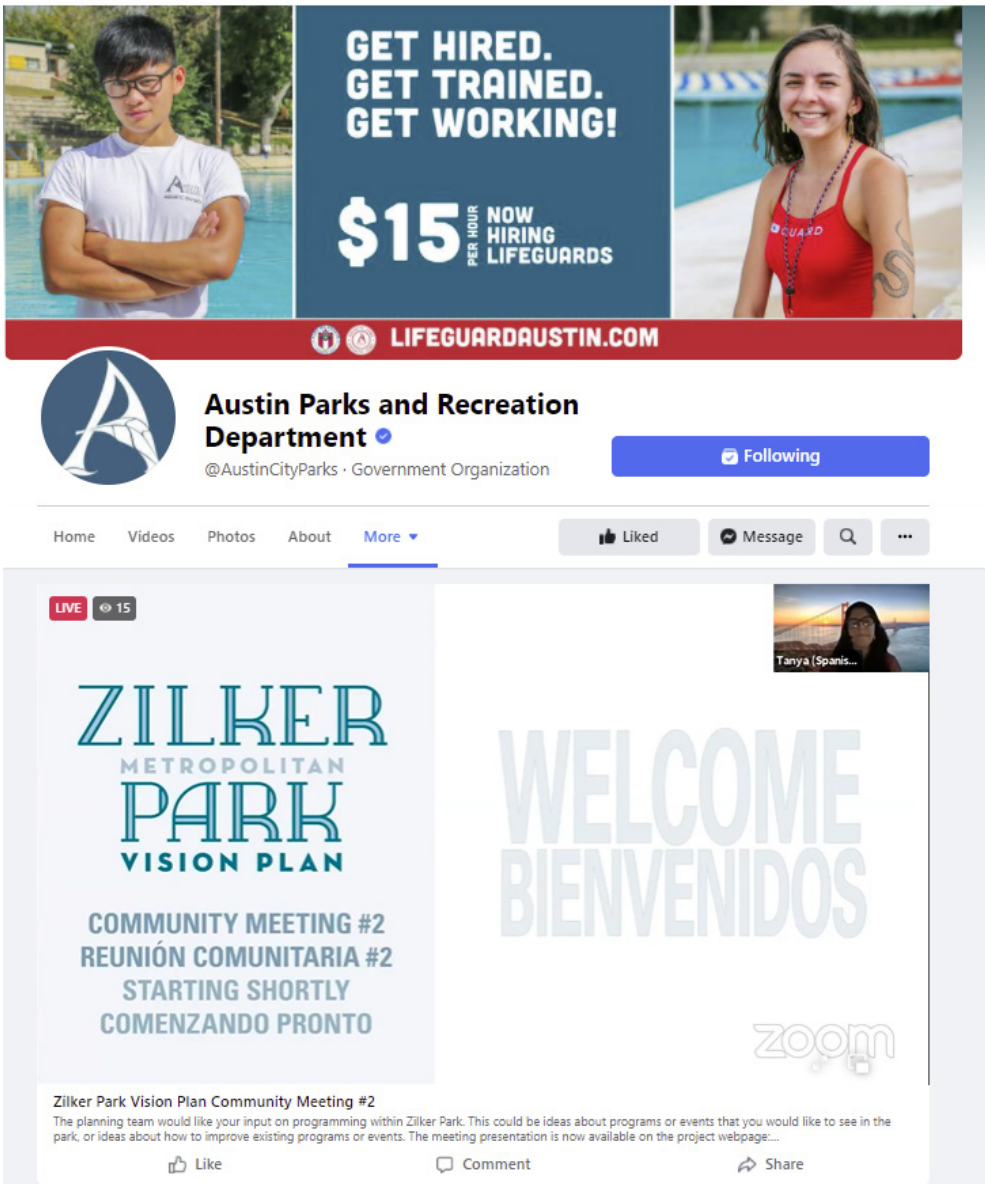 GET HIRED.
GET TRAINED.
GET WORKING!
$15 PER HOUR
NOW
HIRING
LIFEGUARDS
GUARD
LIFEGUARDAUSTIN.COM
Austin Parks and Recreation
Department
@AustinCityParks · Government Organization
Following
Home Videos Photos About More
Liked Message
LIVE 15
Tanya (Spanis...
ZILKER
METROPOLITAN
PARK
VISION PLAN
COMMUNITY MEETING #2
REUNIÓN COMUNITARIA #2
STARTING SHORTLY
COMENZANDO PRONTO
WELCOME
BIENVENIDOS
zoom
Zilker Park Vision Plan Community Meeting #2
The planning team would like your input on programming within Zilker Park. This could be ideas about programs or events that you would like to see in the
park, or ideas about how to improve existing programs or events. The meeting presentation is now available on the project webpage:...
Like Comment Share